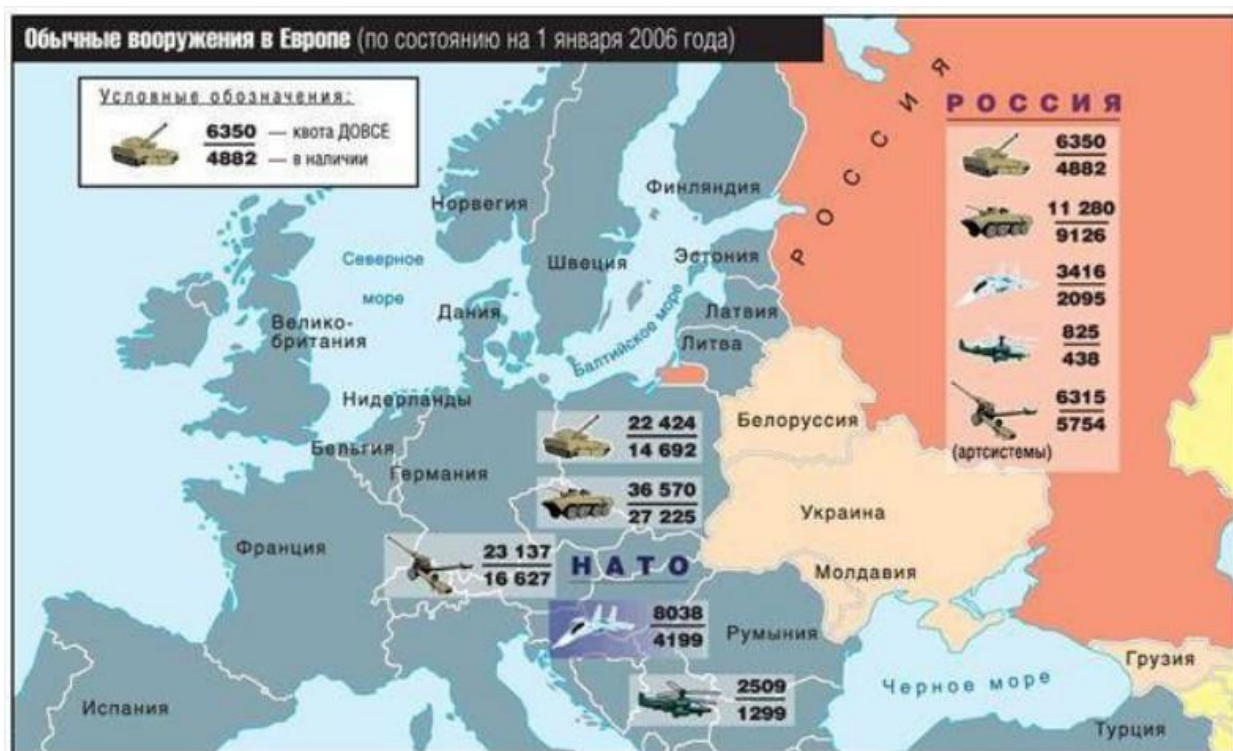 Обычные вооружения в Европе (по состоянию на 1 января 2006 года)
Условные обозначения:
6350 — квота ДОВСЕ
4882 — в наличии
РОССИЯ
РОССИЯ
6350
4882
11 280
9126
3416
2095
825
438
6315
5754
(артсистемы)
Норвегия
Финляндия
Швеция
Эстония
Северное
море
Дания
Латвия
Литва
Балтийское море
Велико-
британия
Нидерланды
Бельгия
Германия
Белоруссия
22 424
14 692
36 570
27 225
Украина
Франция
23 137
16 627
НАТО
Молдавия
8038
4199
Румыния
Грузия
2509
1299
Черное море
Испания
Турция